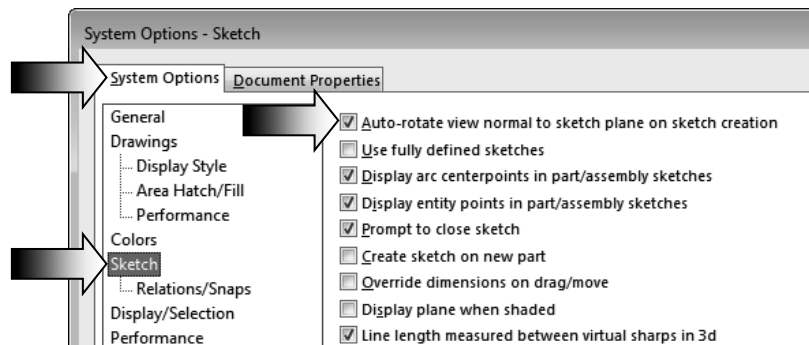 System Options - Sketch
System Options
Document Properties
General
Drawings
Display Style
Area Hatch/Fill
Performance
Colors
Sketch
Relations/Snaps
Display/Selection
Performance
Auto-rotate view normal to sketch plane on sketch creation
Use fully defined sketches
Display arc centerpoints in part/assembly sketches
Display entity points in part/assembly sketches
Prompt to close sketch
Create sketch on new part
Override dimensions on drag/move
Display plane when shaded
Line length measured between virtual sharps in 3d